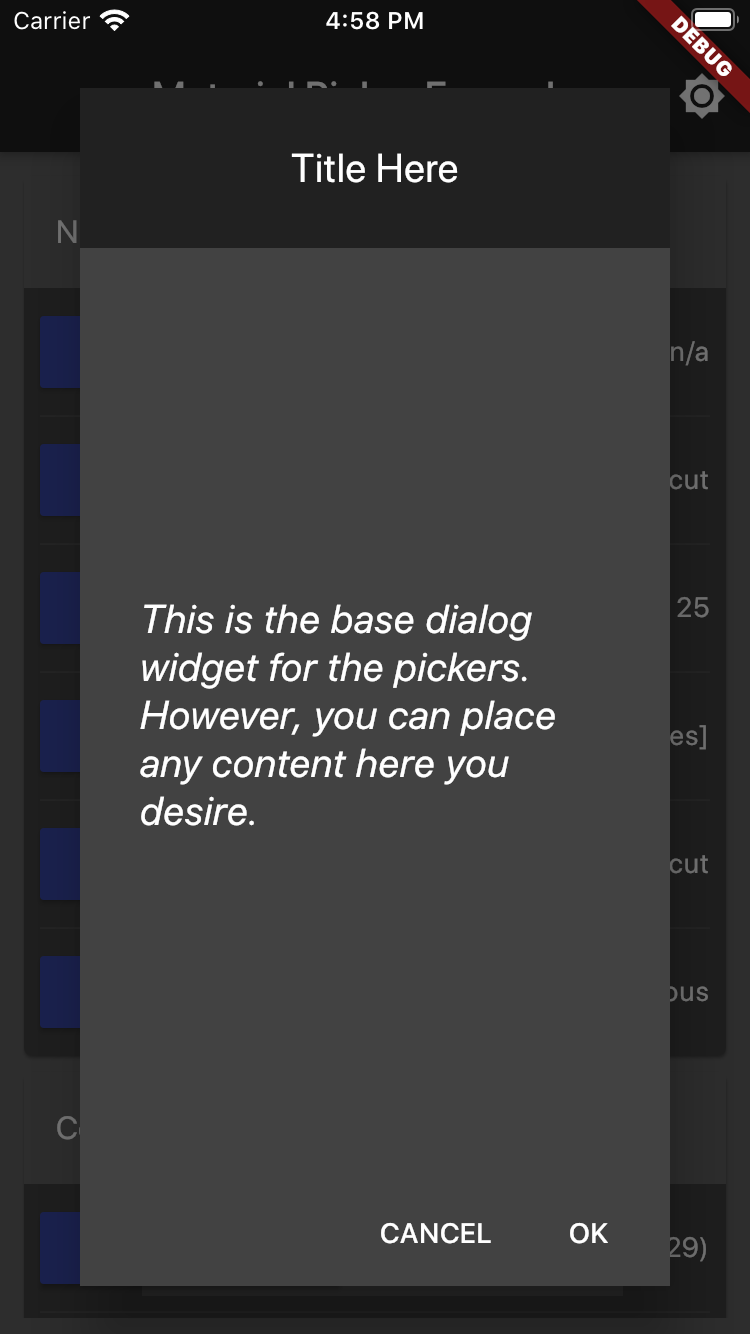 Carrier
4:58 PM
DEBUG
Title Here
n/a
cut
25
This is the base dialog
widget for the pickers.
However, you can place
any content here you
desire.
es]
cut
29)
CANCEL
OK